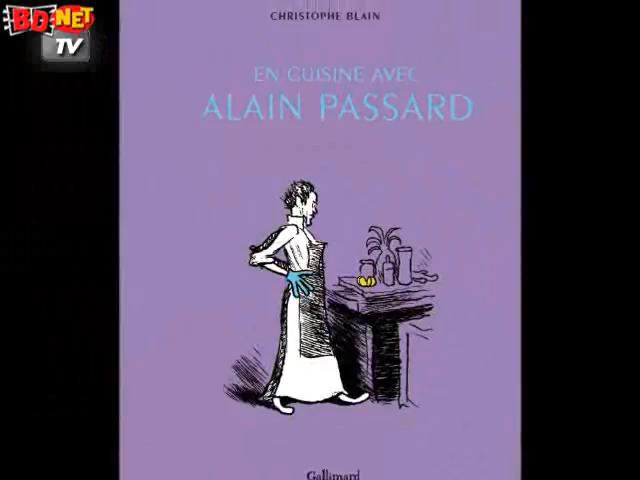 BD NET
TV
CHRISTOPHE BLAIN
EN CUISINE AVEC
ALAIN PASSARD
Gallimard